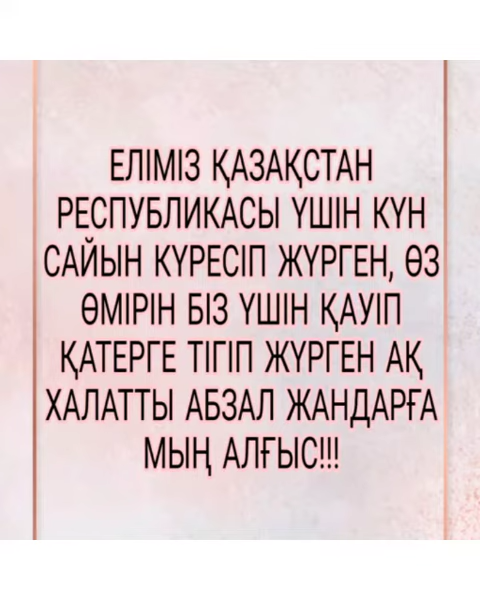 ЕЛІМІЗ ҚАЗАҚСТАН
РЕСПУБЛИКАСЫ ҮШІН КҮН
САЙЫН КҮРЕСІП ЖҮРГЕН, ӨЗ
ӨМІРІН БІЗ ҮШІН ҚАУІП
ҚАТЕРГЕ ТІГІП ЖҮРГЕН АҚ
ХАЛАТТЫ АБЗАЛ ЖАНДАРҒА
МЫҢ АЛҒЫС!!!